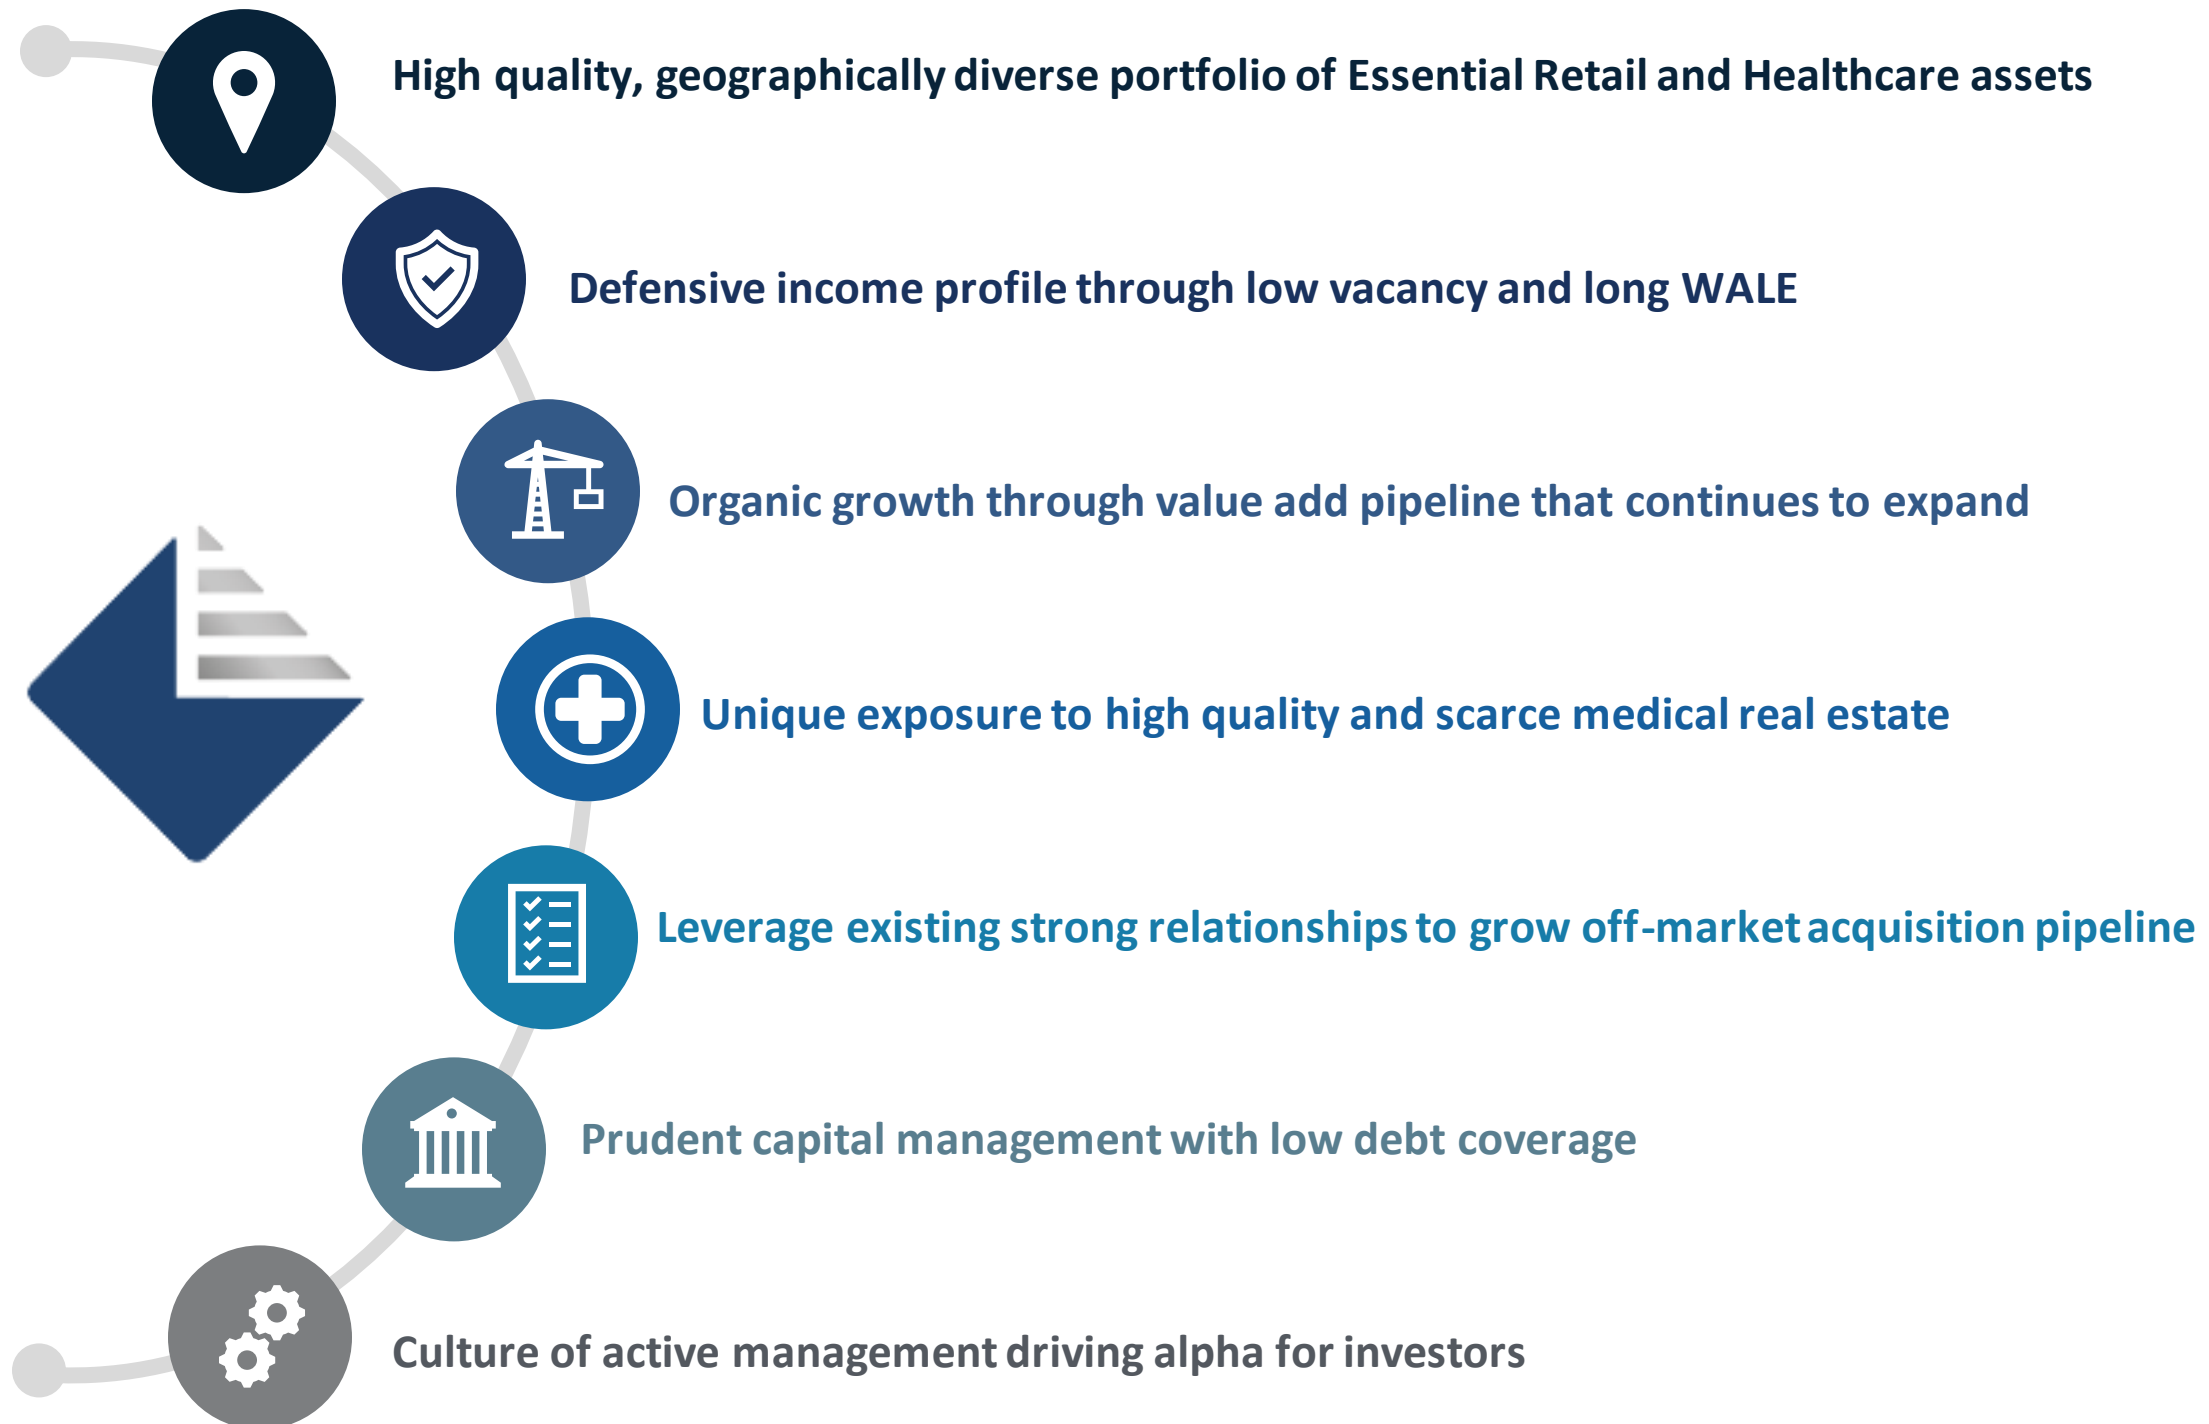 High quality, geographically diverse portfolio of Essential Retail and Healthcare assets
Defensive income profile through low vacancy and long WALE
Organic growth through value add pipeline that continues to expand
Unique exposure to high quality and scarce medical real estate
Leverage existing strong relationships to grow off-market acquisition pipeline
Prudent capital management with low debt coverage
Culture of active management driving alpha for investors